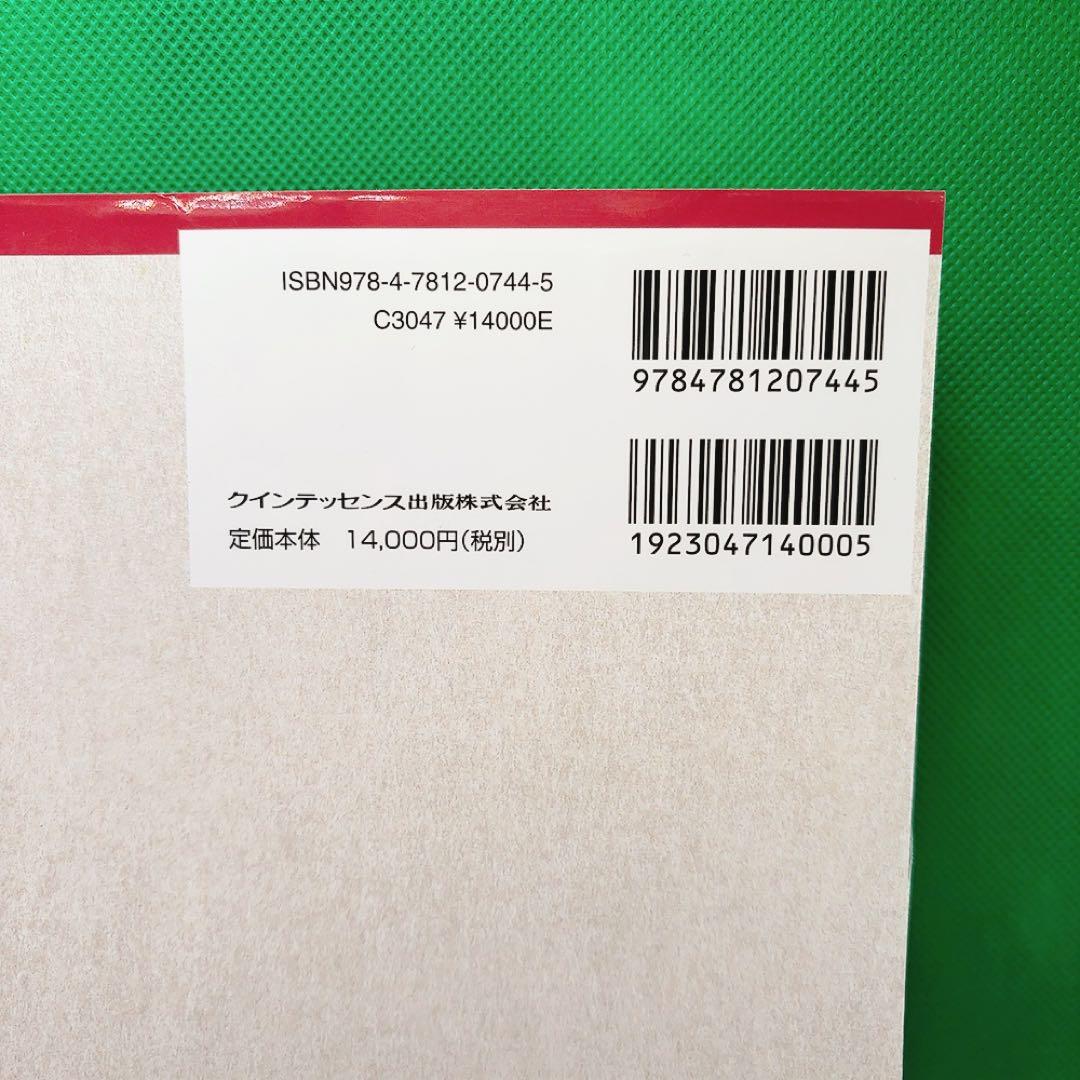 ISBN978-4-7812-0744-5
C3047 ¥14000E
クインテッセンス出版株式会社
定価本体 14,000円(税別)
9784781207445
1923047140005